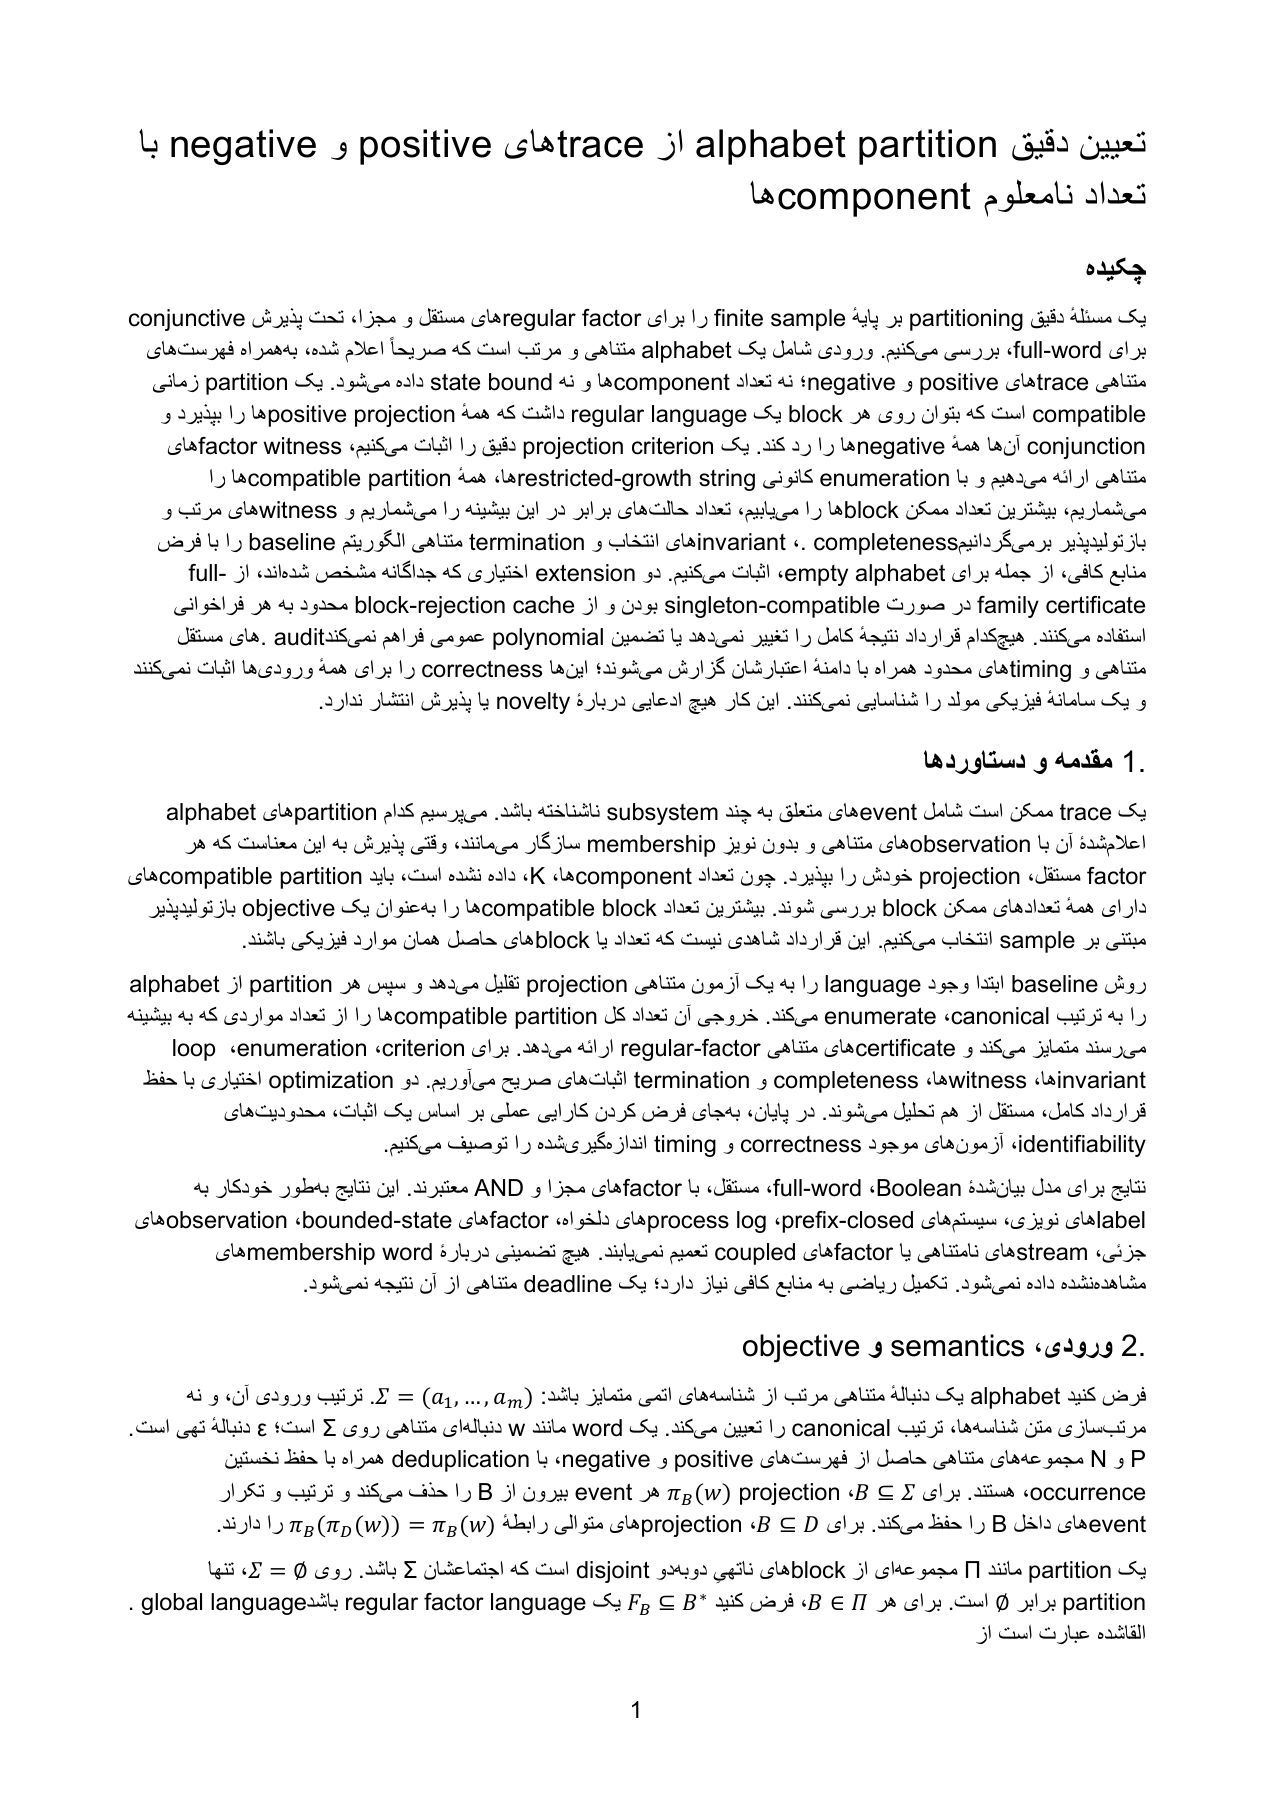 تعیین دقیق alphabet partition از traceهای positive و negative با
تعداد نامعلوم componentها
چکیده
یک مسئلهٔ دقیق partitioning بر پایهٔ finite sample را برای regular factorهای مستقل و مجزا، تحت پذیرش conjunctive
برای full-word، بررسی می‌کنیم. ورودی شامل یک alphabet متناهی و مرتب است که صریحاً اعلام شده، به‌همراه فهرست‌های
متناهی traceهای positive و negative؛ نه تعداد componentها و نه state bound داده می‌شود. یک partition زمانی
compatible است که بتوان روی هر block یک regular language داشت که همهٔ positive projectionها را بپذیرد و
conjunction آن‌ها همهٔ negativeها را رد کند. یک projection criterion دقیق را اثبات می‌کنیم، factor witnessهای
متناهی ارائه می‌دهیم و با enumeration کانونی restricted-growth stringها، همهٔ compatible partitionها را
می‌شماریم، بیشترین تعداد ممکن blockها را می‌یابیم، تعداد حالت‌های برابر در این بیشینه را می‌شماریم و witnessهای مرتب و
بازتولیدپذیر برمی‌گردانیم. completeness، invariantهای انتخاب و termination متناهی الگوریتم baseline را با فرض
منابع کافی، از جمله برای empty alphabet، اثبات می‌کنیم. دو extension اختیاری که جداگانه مشخص شده‌اند، از full-
family certificate در صورت singleton-compatible بودن و از block-rejection cache محدود به هر فراخوانی
استفاده می‌کنند. هیچ‌کدام قرارداد نتیجهٔ کامل را تغییر نمی‌دهد یا تضمین polynomial عمومی فراهم نمی‌کند. auditهای مستقل
متناهی و timingهای محدود همراه با دامنهٔ اعتبارشان گزارش می‌شوند؛ این‌ها correctness را برای همهٔ ورودی‌ها اثبات نمی‌کنند
و یک سامانهٔ فیزیکی مولد را شناسایی نمی‌کنند. این کار هیچ ادعایی دربارهٔ novelty یا پذیرش انتشار ندارد.
1. مقدمه و دستاوردها
یک trace ممکن است شامل eventهای متعلق به چند subsystem ناشناخته باشد. می‌پرسیم کدام partitionهای alphabet
اعلام‌شدهٔ آن با observationهای متناهی و بدون نویزِ membership سازگار می‌مانند، وقتی پذیرش به این معناست که هر
factor مستقل، projection خودش را بپذیرد. چون تعداد componentها، K، داده نشده است، باید compatible partitionهای
دارای همهٔ تعدادهای ممکن block بررسی شوند. بیشترین تعداد compatible blockها را به‌عنوان یک objective بازتولیدپذیر
مبتنی بر sample انتخاب می‌کنیم. این قرارداد شاهدی نیست که تعداد یا blockهای حاصل همان موارد فیزیکی باشند.
روش baseline ابتدا وجود language را به یک آزمون متناهی projection تقلیل می‌دهد و سپس هر partition از alphabet
را به ترتیب canonical، enumerate می‌کند. خروجی آن تعداد کل compatible partitionها را از تعداد مواردی که به بیشینه
می‌رسند متمایز می‌کند و certificateهای متناهی regular-factor ارائه می‌دهد. برای criterion، enumeration، loop
invariantها، witnessها، completeness و termination اثبات‌های صریح می‌آوریم. دو optimization اختیاری با حفظ
قرارداد کامل، مستقل از هم تحلیل می‌شوند. در پایان، به‌جای فرض کردن کارایی عملی بر اساس یک اثبات، محدودیت‌های
identifiability، آزمون‌های موجود correctness و timing اندازه‌گیری‌شده را توصیف می‌کنیم.
نتایج برای مدل بیان‌شدهٔ Boolean، full-word، مستقل، با factorهای مجزا و AND معتبرند. این نتایج به‌طور خودکار به
labelهای نویزی، سیستم‌های prefix-closed، process logهای دلخواه، factorهای bounded-state، observationهای
جزئی، streamهای نامتناهی یا factorهای coupled تعمیم نمی‌یابند. هیچ تضمینی دربارهٔ membership wordهای
مشاهده‌نشده داده نمی‌شود. تکمیل ریاضی به منابع کافی نیاز دارد؛ یک deadline متناهی از آن نتیجه نمی‌شود.
2. ورودی، semantics و objective
فرض کنید alphabet یک دنبالهٔ متناهی مرتب از شناسه‌های اتمی متمایز باشد: Σ = (a₁, …, aₘ). ترتیب ورودی آن، و نه
مرتب‌سازی متن شناسه‌ها، ترتیب canonical را تعیین می‌کند. یک word مانند w دنباله‌ای متناهی روی Σ است؛ ε دنبالهٔ تهی است.
P و N مجموعه‌های متناهی حاصل از فهرست‌های positive و negative، با deduplication همراه با حفظ نخستین
occurrence، هستند. برای B ⊆ Σ، projection π_B(w) هر event بیرون از B را حذف می‌کند و ترتیب و تکرار
eventهای داخل B را حفظ می‌کند. برای B ⊆ D، projectionهای متوالی رابطهٔ π_B(π_D(w)) = π_B(w) را دارند.
یک partition مانند Π مجموعه‌ای از blockهای ناتهیِ دوبه‌دو disjoint است که اجتماعشان Σ باشد. روی Σ = ∅، تنها
partition برابر ∅ است. برای هر B ∈ Π، فرض کنید F_B ⊆ B* یک regular factor language باشد. global language
القاشده عبارت است از
1